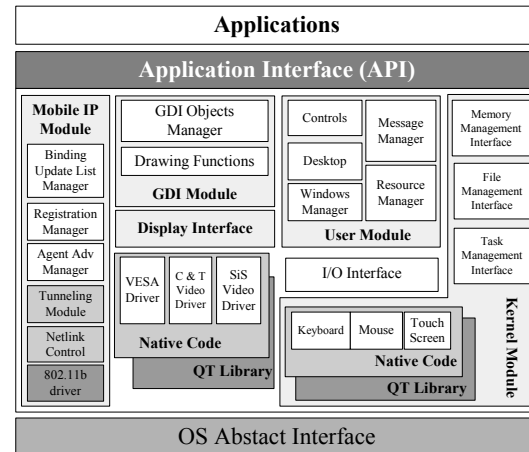 Applications
Application Interface (API)
Mobile IP
Module
Binding
Update List
Manager
Registration
Manager
Agent Adv
Manager
Tunneling
Module
Netlink
Control
802.11b
driver
GDI Objects
Manager
Drawing Functions
GDI Module
Display Interface
VESA
Driver
C & T
Video
Driver
SiS
Video
Driver
Native Code
QT Library
Controls
Desktop
Windows
Manager
Message
Manager
Resource
Manager
User Module
I/O Interface
Keyboard
Mouse
Touch
Screen
Native Code
QT Library
Memory
Management
Interface
File
Management
Interface
Task
Management
Interface
Kernel Module
OS Abstact Interface